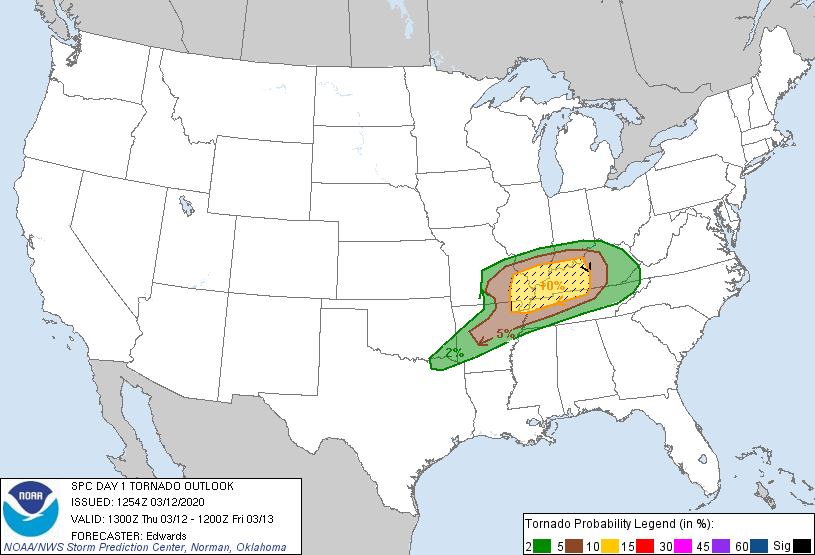 10%
5%
2%
NOAA
SPC DAY 1 TORNADO OUTLOOK
ISSUED: 1254Z 03/12/2020
VALID: 1300Z Thu 03/12 - 1200Z Fri 03/13
FORECASTER: Edwards
NOAA/NWS Storm Prediction Center, Norman, Oklahoma
Tornado Probability Legend (in %):
2 5 10 15 30 45 60 Sig